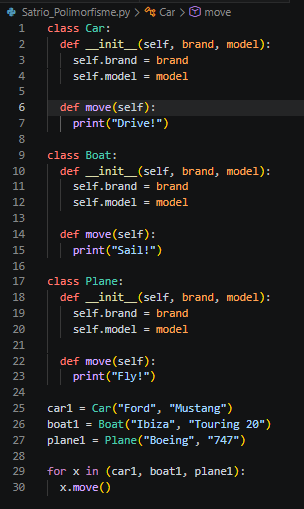 Satrio_Polimorfisme.py > Car > move
1 class Car:
2   def __init__(self, brand, model):
3     self.brand = brand
4     self.model = model
5
6   def move(self):
7     print("Drive!")
8
9 class Boat:
10   def __init__(self, brand, model):
11     self.brand = brand
12     self.model = model
13
14   def move(self):
15     print("Sail!")
16
17 class Plane:
18   def __init__(self, brand, model):
19     self.brand = brand
20     self.model = model
21
22   def move(self):
23     print("Fly!")
24
25 car1 = Car("Ford", "Mustang")
26 boat1 = Boat("Ibiza", "Touring 20")
27 plane1 = Plane("Boeing", "747")
28
29 for x in (car1, boat1, plane1):
30   x.move()